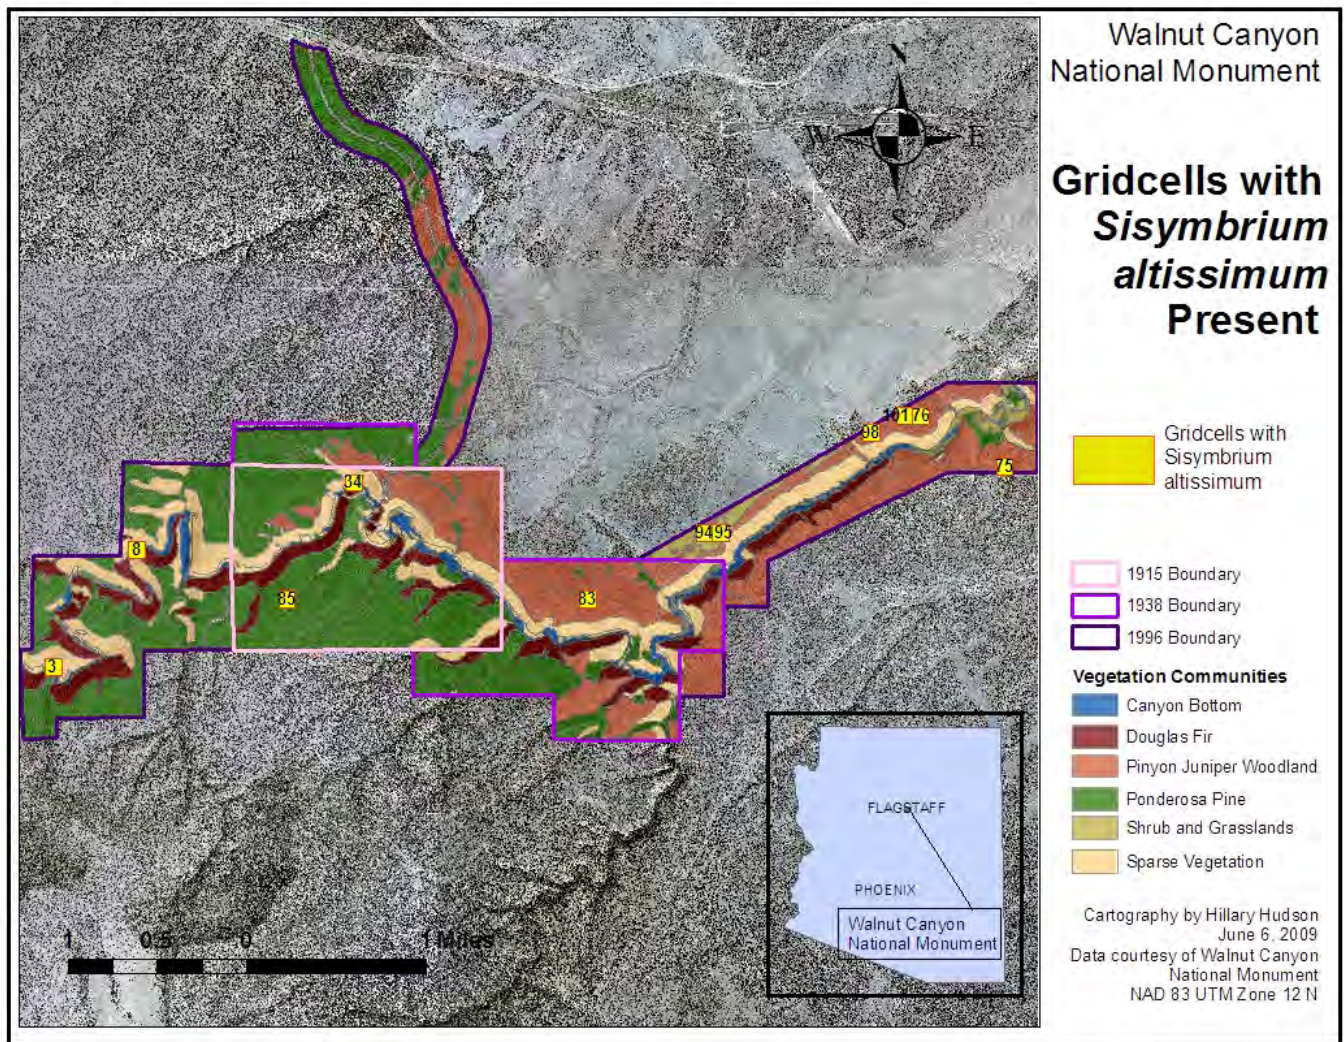 Walnut Canyon
National Monument
N
W
E
S
Gridcells with
Sisymbrium
altissimum
Present
10176
98
75
9495
34
8
85
83
3
Gridcells with
Sisymbrium
altissimum
1915 Boundary
1938 Boundary
1996 Boundary
Vegetation Communities
Canyon Bottom
Douglas Fir
Pinyon Juniper Woodland
Ponderosa Pine
Shrub and Grasslands
Sparse Vegetation
FLAGSTAFF
PHOENIX
Walnut Canyon
National Monument
1 0.5 0 1 Miles
Cartography by Hillary Hudson
June 6, 2009
Data courtesy of Walnut Canyon
National Monument
NAD 83 UTM Zone 12 N